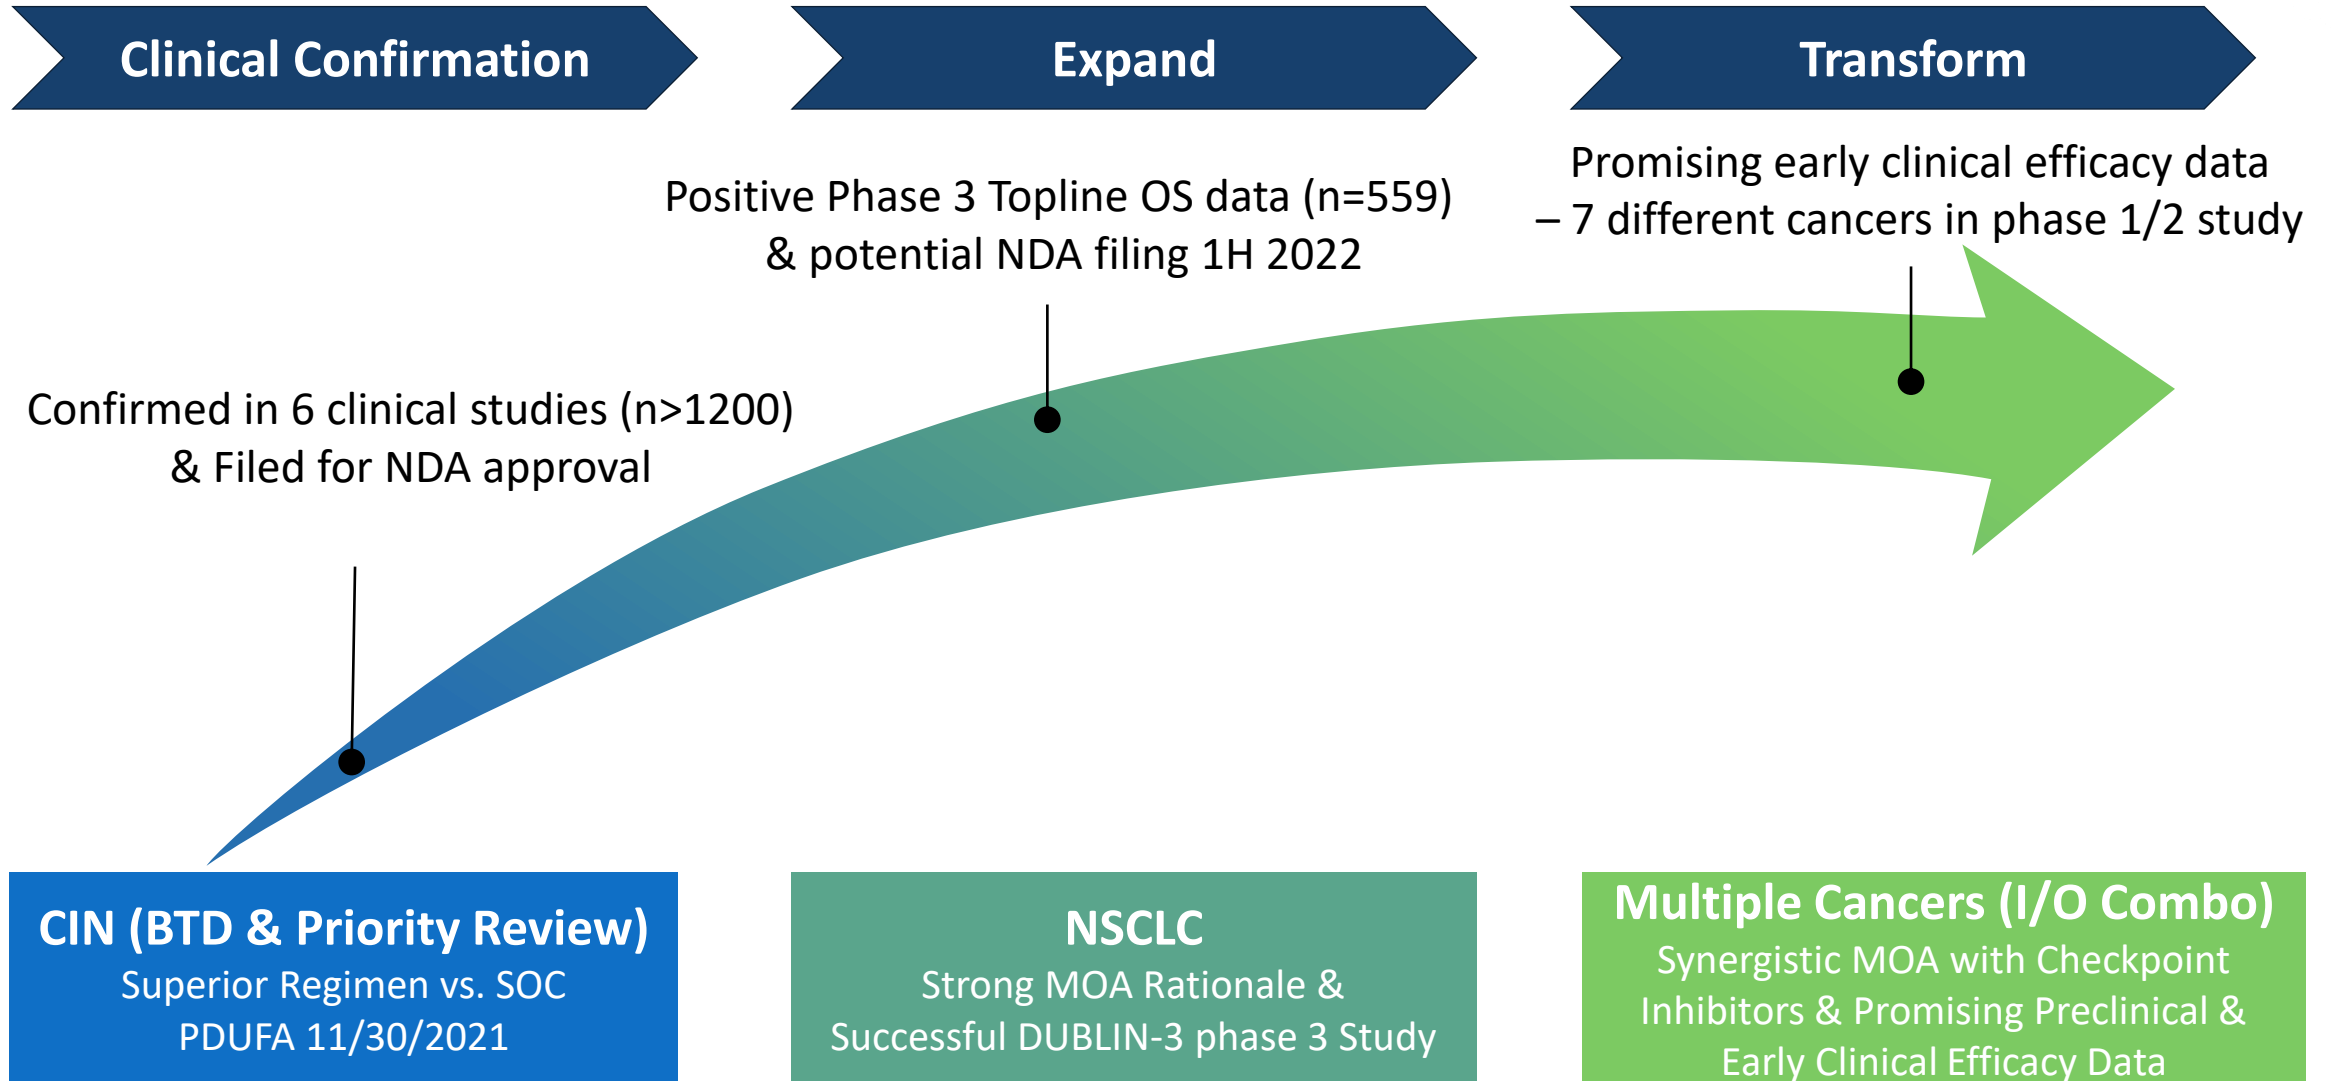 Clinical Confirmation
Expand
Transform
Promising early clinical efficacy data
– 7 different cancers in phase 1/2 study
Positive Phase 3 Topline OS data (n=559)
& potential NDA filing 1H 2022
Confirmed in 6 clinical studies (n>1200)
& Filed for NDA approval
CIN (BTD & Priority Review)
Superior Regimen vs. SOC
PDUFA 11/30/2021
NSCLC
Strong MOA Rationale &
Successful DUBLIN-3 phase 3 Study
Multiple Cancers (I/O Combo)
Synergistic MOA with Checkpoint
Inhibitors & Promising Preclinical &
Early Clinical Efficacy Data